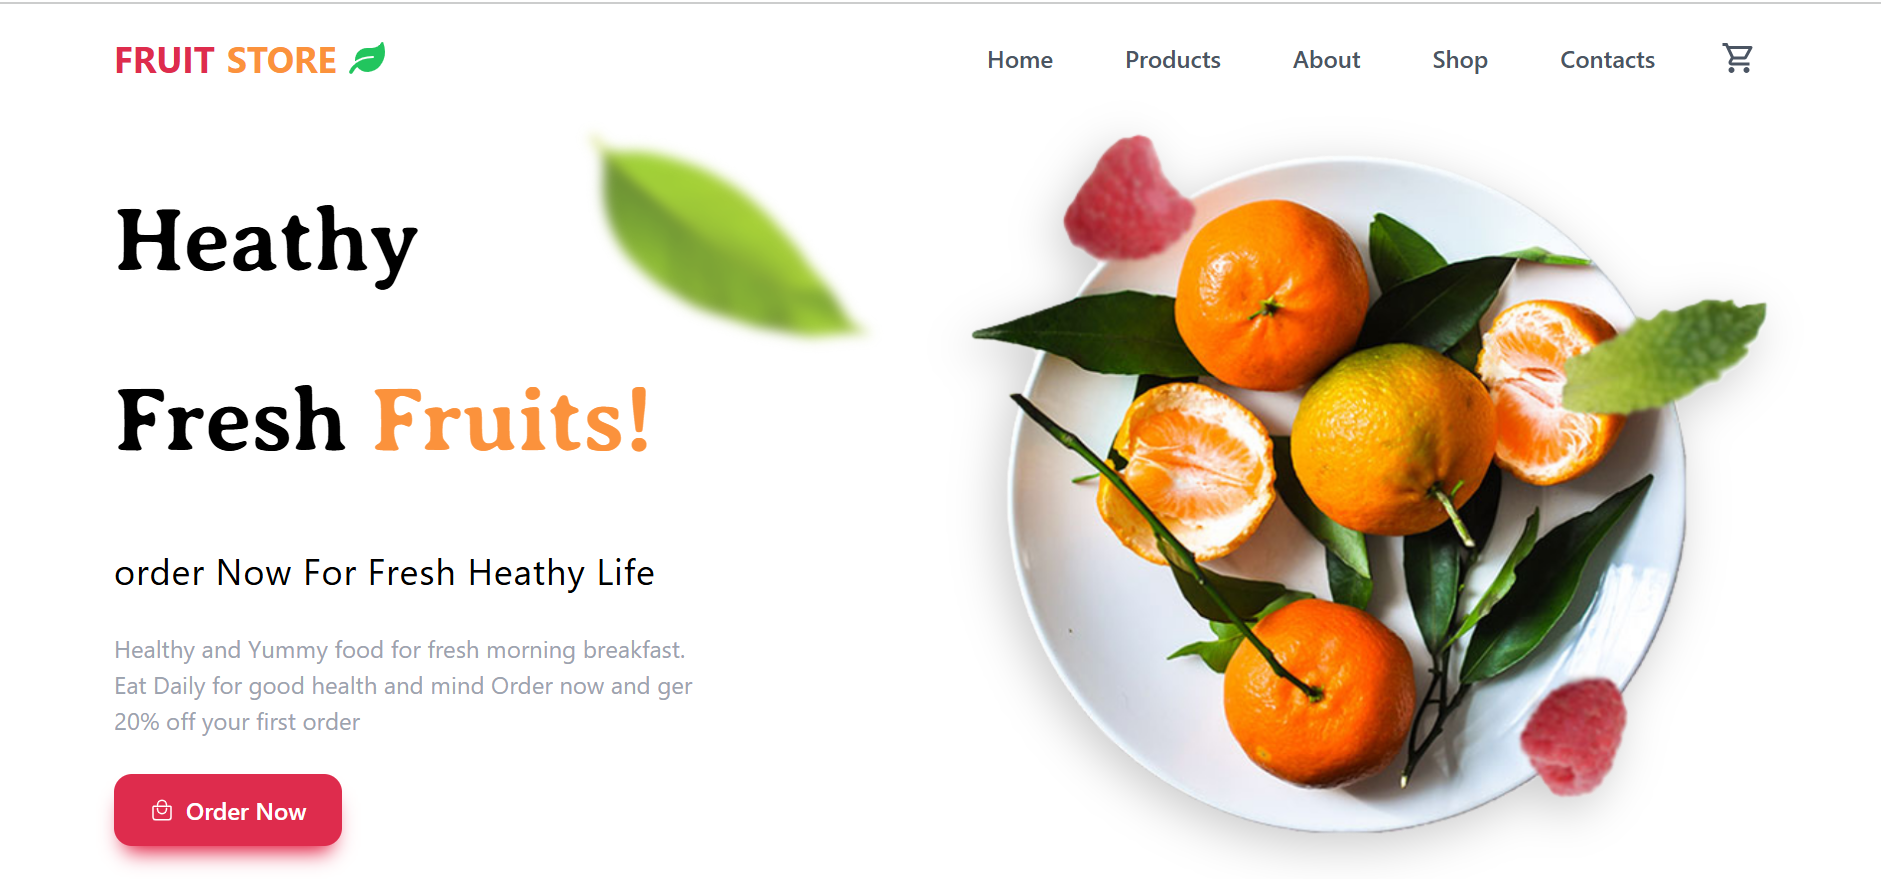 FRUIT STORE
Home Products About Shop Contacts
Heathy
Fresh Fruits!
order Now For Fresh Heathy Life
Healthy and Yummy food for fresh morning breakfast.
Eat Daily for good health and mind Order now and ger
20% off your first order
Order Now